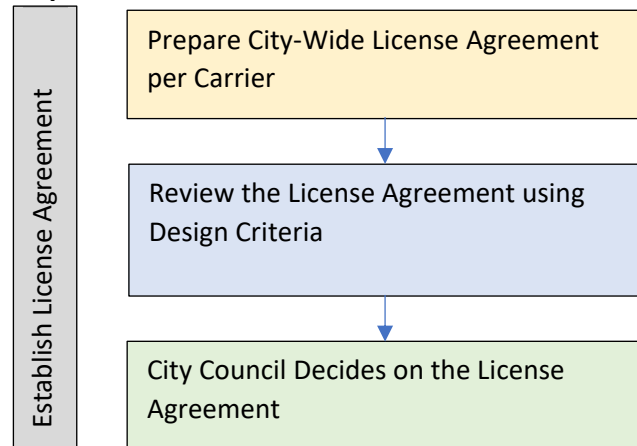 Establish License Agreement
Prepare City-Wide License Agreement
per Carrier
Review the License Agreement using
Design Criteria
City Council Decides on the License
Agreement